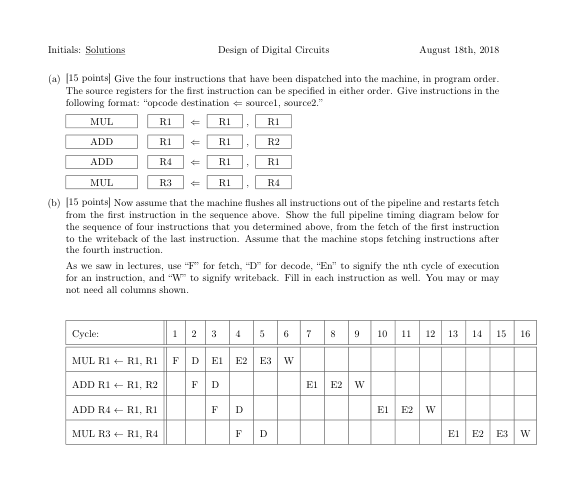 Initials: Solutions Design of Digital Circuits August 18th, 2018
(a) [15 points] Give the four instructions that have been dispatched into the machine, in program order.
The source registers for the first instruction can be specified in either order. Give instructions in the
following format: “opcode destination ⇐ source1, source2.”
MUL R1 ⇐ R1 , R1
ADD R1 ⇐ R1 , R2
ADD R4 ⇐ R1 , R1
MUL R3 ⇐ R1 , R4
(b) [15 points] Now assume that the machine flushes all instructions out of the pipeline and restarts fetch
from the first instruction in the sequence above. Show the full pipeline timing diagram below for
the sequence of four instructions that you determined above, from the fetch of the first instruction
to the writeback of the last instruction. Assume that the machine stops fetching instructions after
the fourth instruction.
As we saw in lectures, use “F” for fetch, “D” for decode, “En” to signify the nth cycle of execution
for an instruction, and “W” to signify writeback. Fill in each instruction as well. You may or may
not need all columns shown.
Cycle: 1 2 3 4 5 6 7 8 9 10 11 12 13 14 15 16
MUL R1 ← R1, R1 F D E1 E2 E3 W
ADD R1 ← R1, R2 F D E1 E2 W
ADD R4 ← R1, R1 F D E1 E2 W
MUL R3 ← R1, R4 F D E1 E2 E3 W